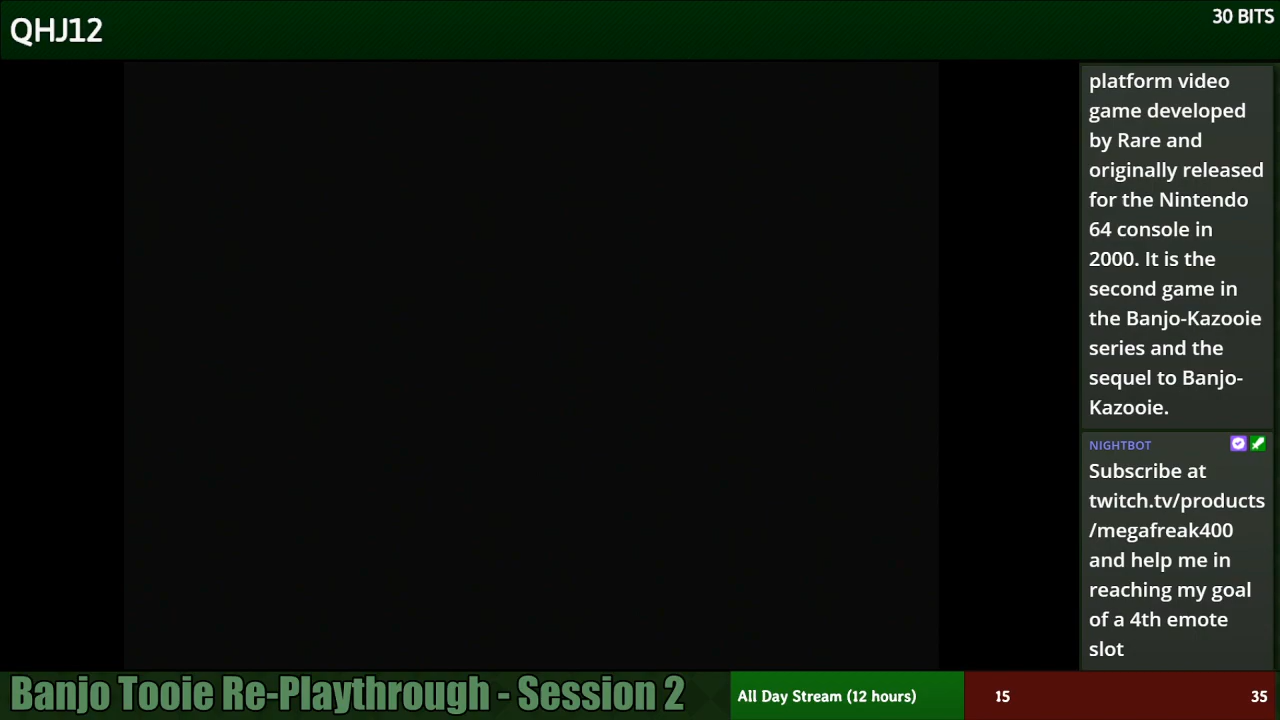 QHJ12
30 BITS
platform video
game developed
by Rare and
originally released
for the Nintendo
64 console in
2000. It is the
second game in
the Banjo-Kazooie
series and the
sequel to Banjo-
Kazooie.
NIGHTBOT
Subscribe at
twitch.tv/products
/megafreak400
and help me in
reaching my goal
of a 4th emote
slot
Banjo Tooie Re-Playthrough - Session 2
All Day Stream (12 hours)
15
35